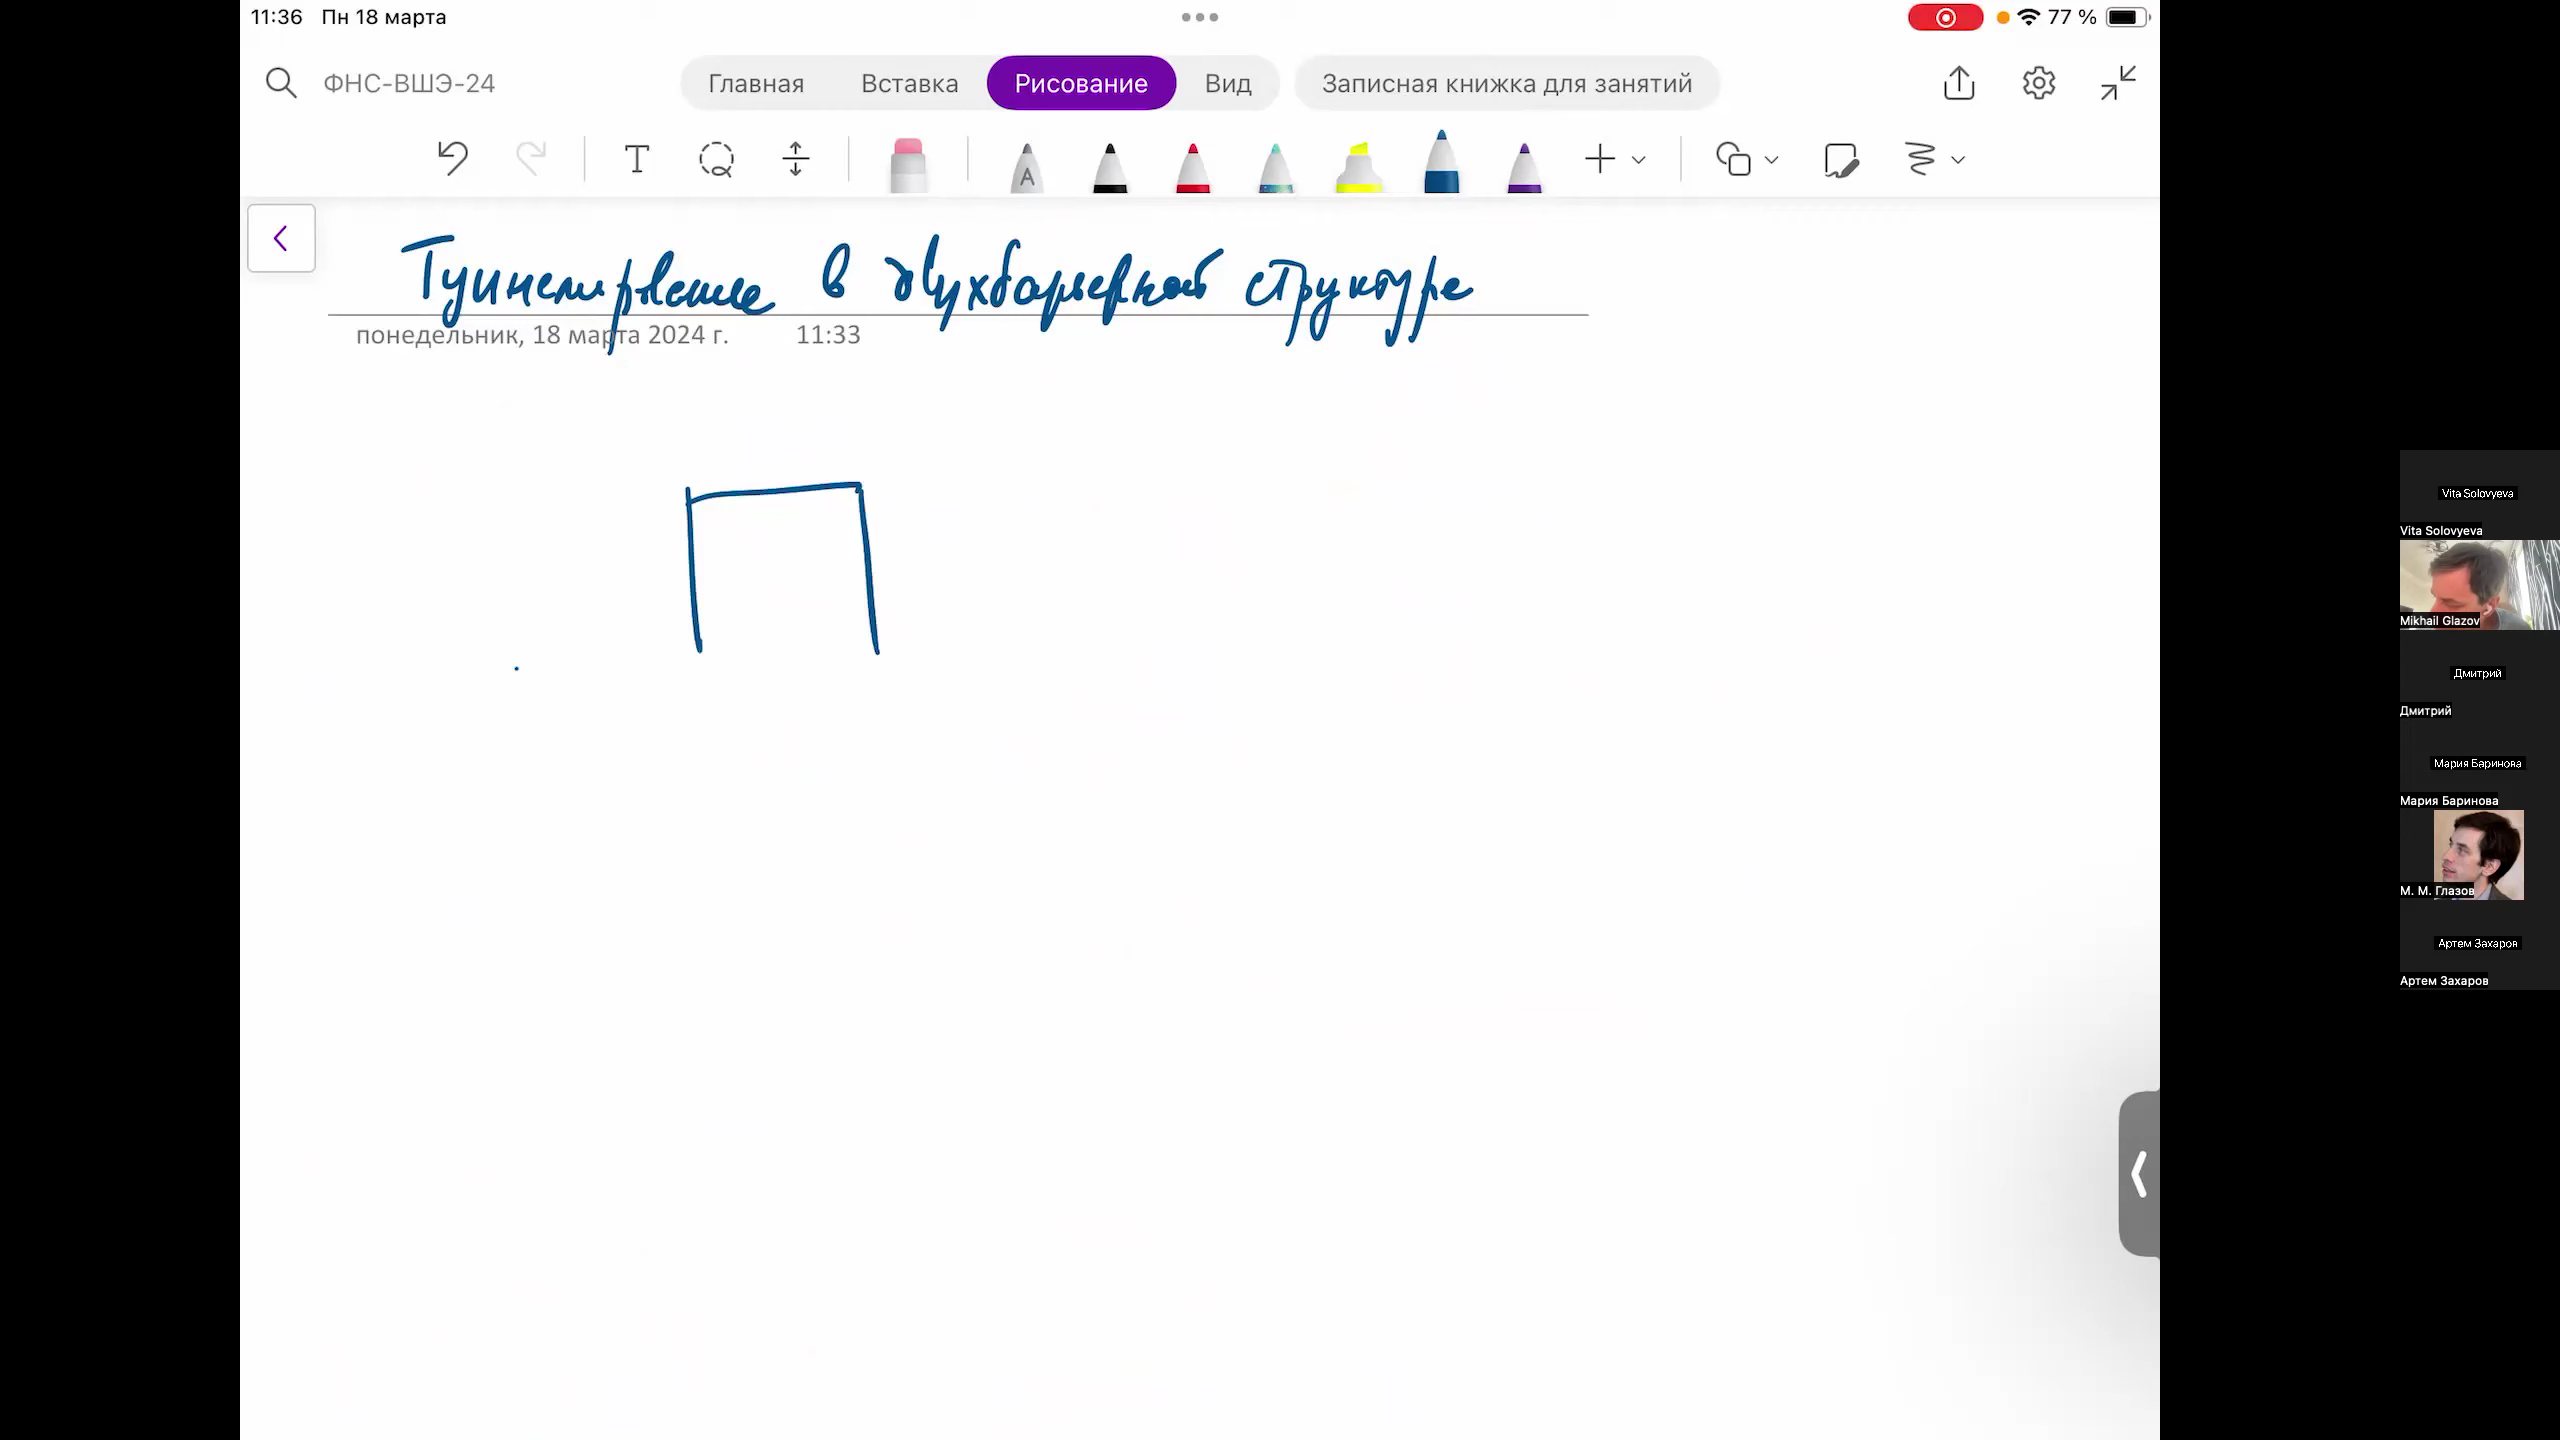 11:36 Пн 18 марта
77 %
ФНС-ВШЭ-24
Главная Вставка Рисование Вид Записная книжка для занятий
T A
Туннелирование в двухбарьерной структуре
понедельник, 18 марта 2024 г. 11:33
Vita Solovyeva
Vita Solovyeva
Mikhail Glazov
Дмитрий
Дмитрий
Мария Баринова
Мария Баринова
М. М. Глазов
Артем Захаров
Артем Захаров